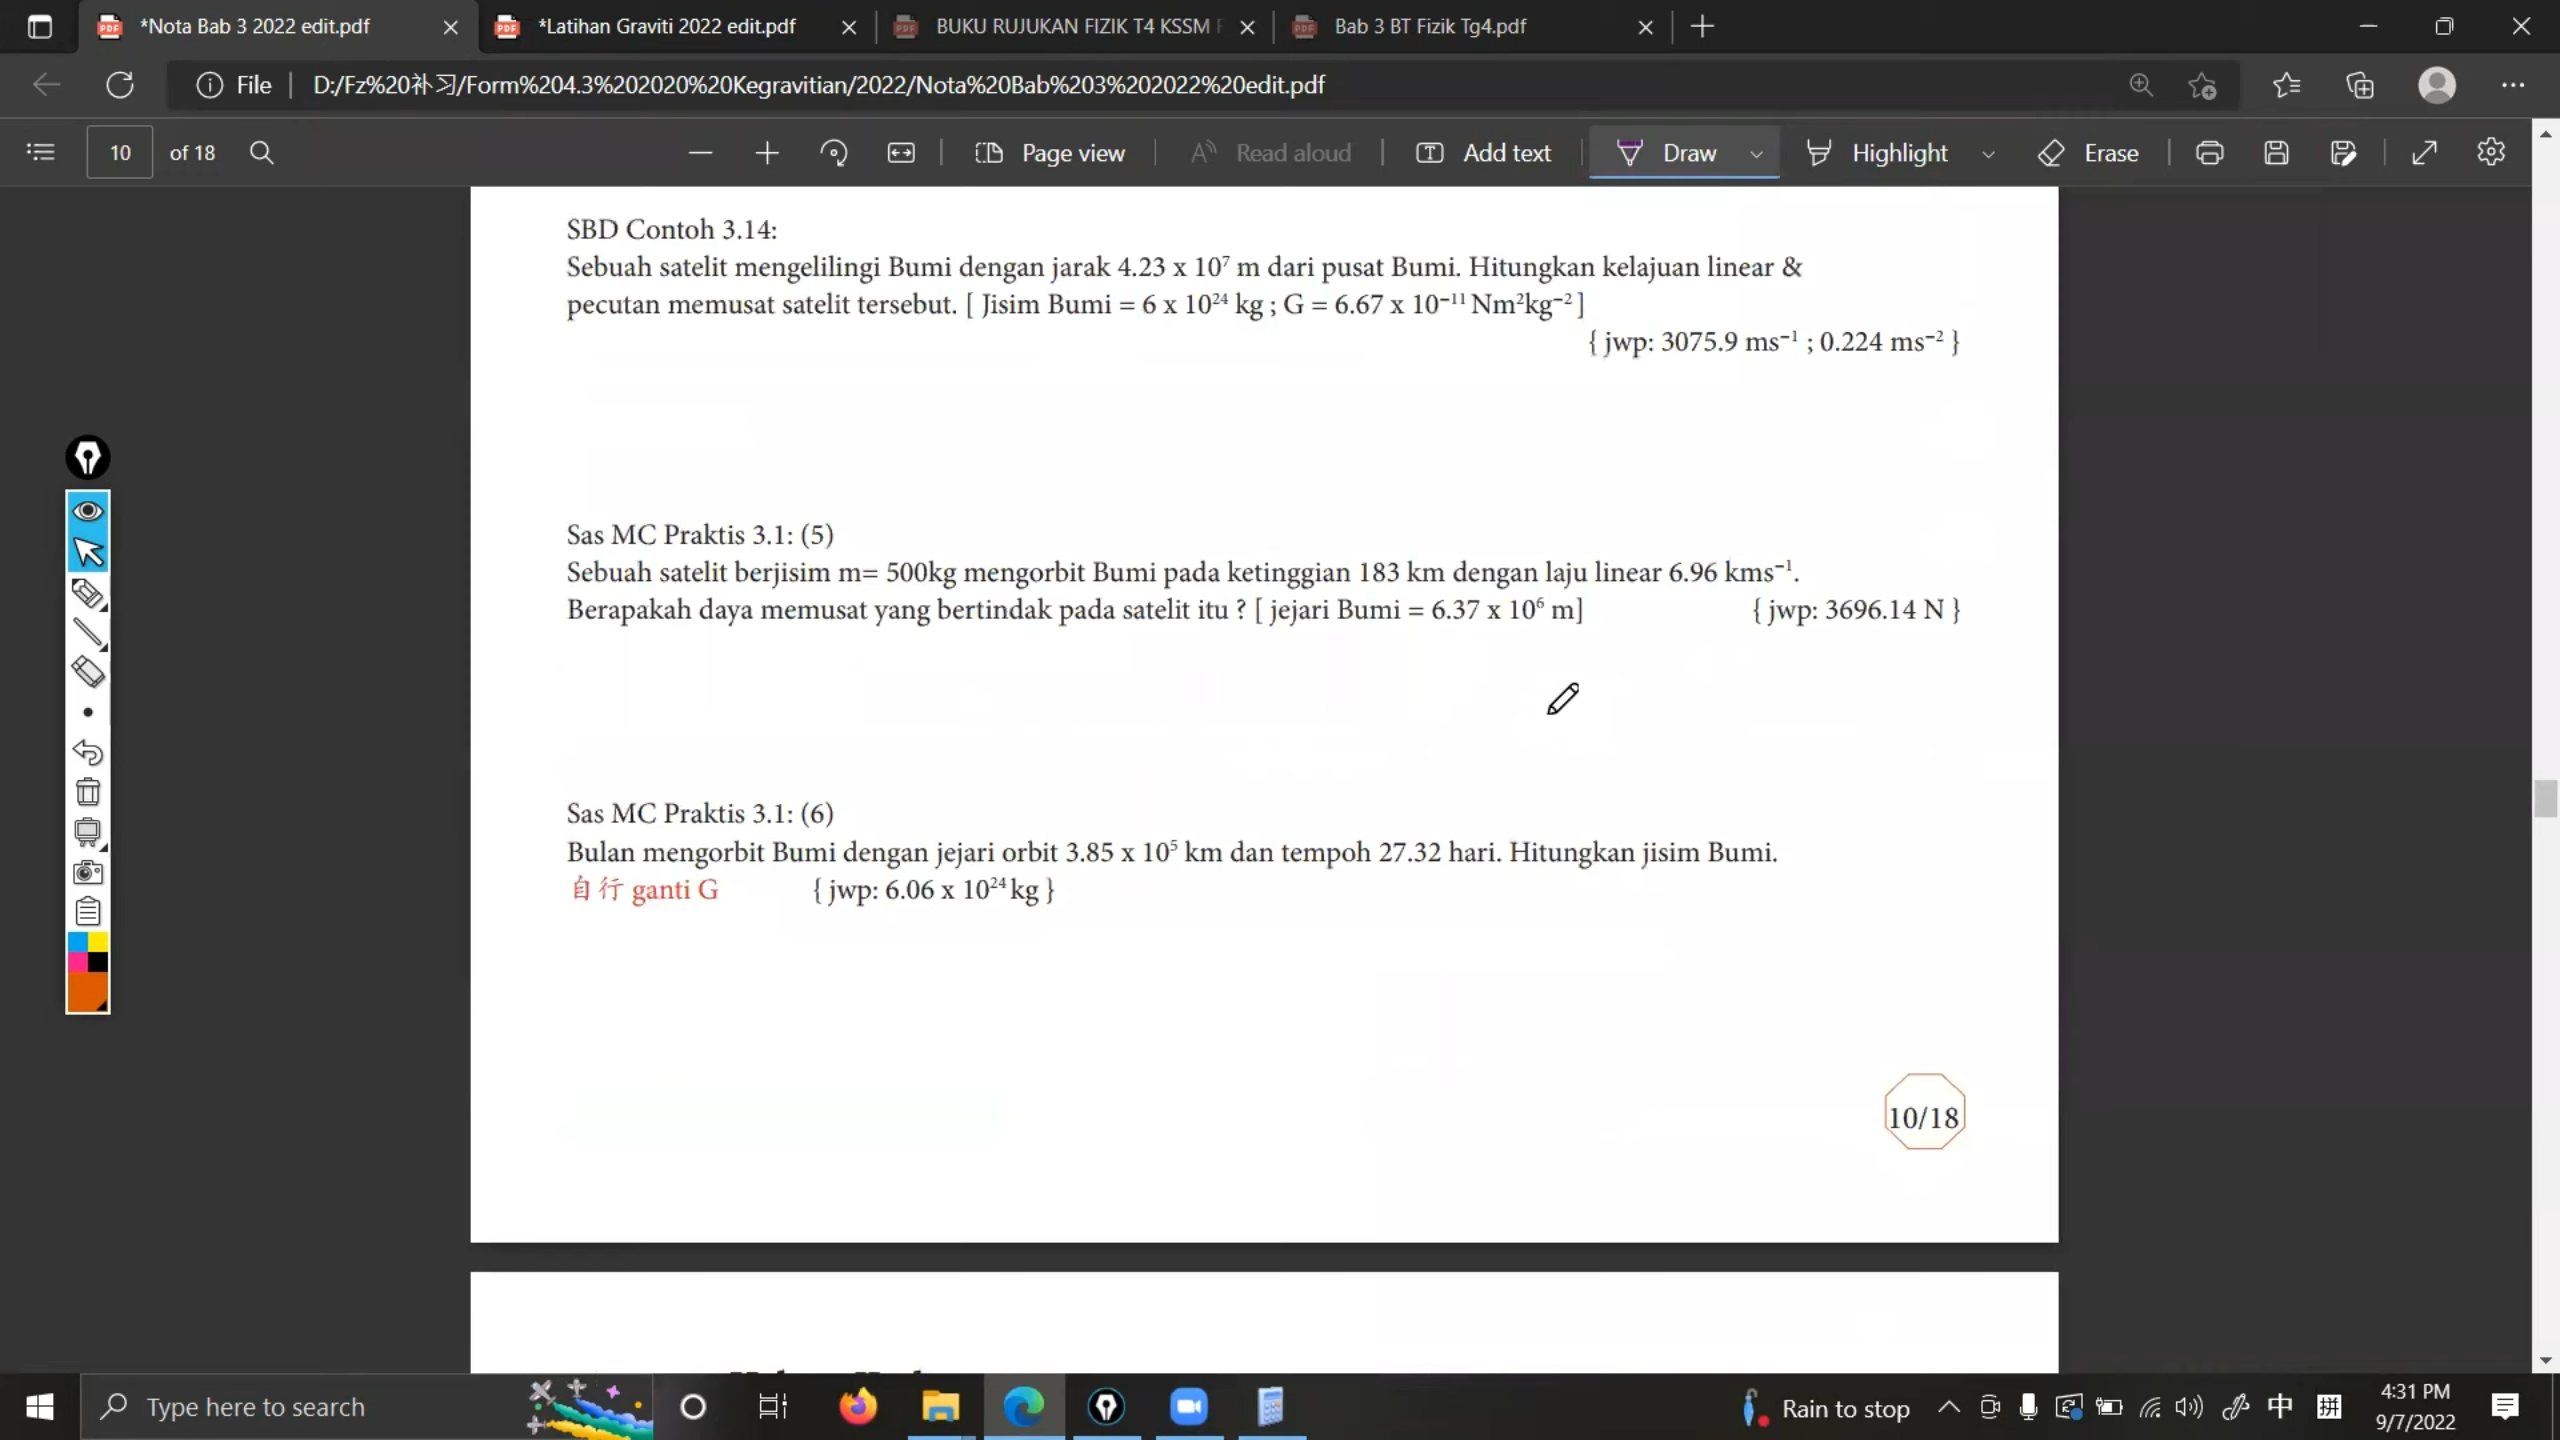 *Nota Bab 3 2022 edit.pdf
*Latihan Graviti 2022 edit.pdf
BUKU RUJUKAN FIZIK T4 KSSM F
Bab 3 BT Fizik Tg4.pdf
File
D:/Fz%20补习/Form%204.3%202020%20Kegravitian/2022/Nota%20Bab%203%202022%20edit.pdf
10 of 18
Page view
Read aloud
Add text
Draw
Highlight
Erase
SBD Contoh 3.14:
Sebuah satelit mengelilingi Bumi dengan jarak 4.23 x 10⁷ m dari pusat Bumi. Hitungkan kelajuan linear &
pecutan memusat satelit tersebut. [ Jisim Bumi = 6 x 10²⁴ kg ; G = 6.67 x 10⁻¹¹ Nm²kg⁻² ]
{ jwp: 3075.9 ms⁻¹ ; 0.224 ms⁻² }
Sas MC Praktis 3.1: (5)
Sebuah satelit berjisim m= 500kg mengorbit Bumi pada ketinggian 183 km dengan laju linear 6.96 kms⁻¹.
Berapakah daya memusat yang bertindak pada satelit itu ? [ jejari Bumi = 6.37 x 10⁶ m] { jwp: 3696.14 N }
Sas MC Praktis 3.1: (6)
Bulan mengorbit Bumi dengan jejari orbit 3.85 x 10⁵ km dan tempoh 27.32 hari. Hitungkan jisim Bumi.
自行 ganti G { jwp: 6.06 x 10²⁴ kg }
10/18
Type here to search
Rain to stop
中
拼
4:31 PM
9/7/2022